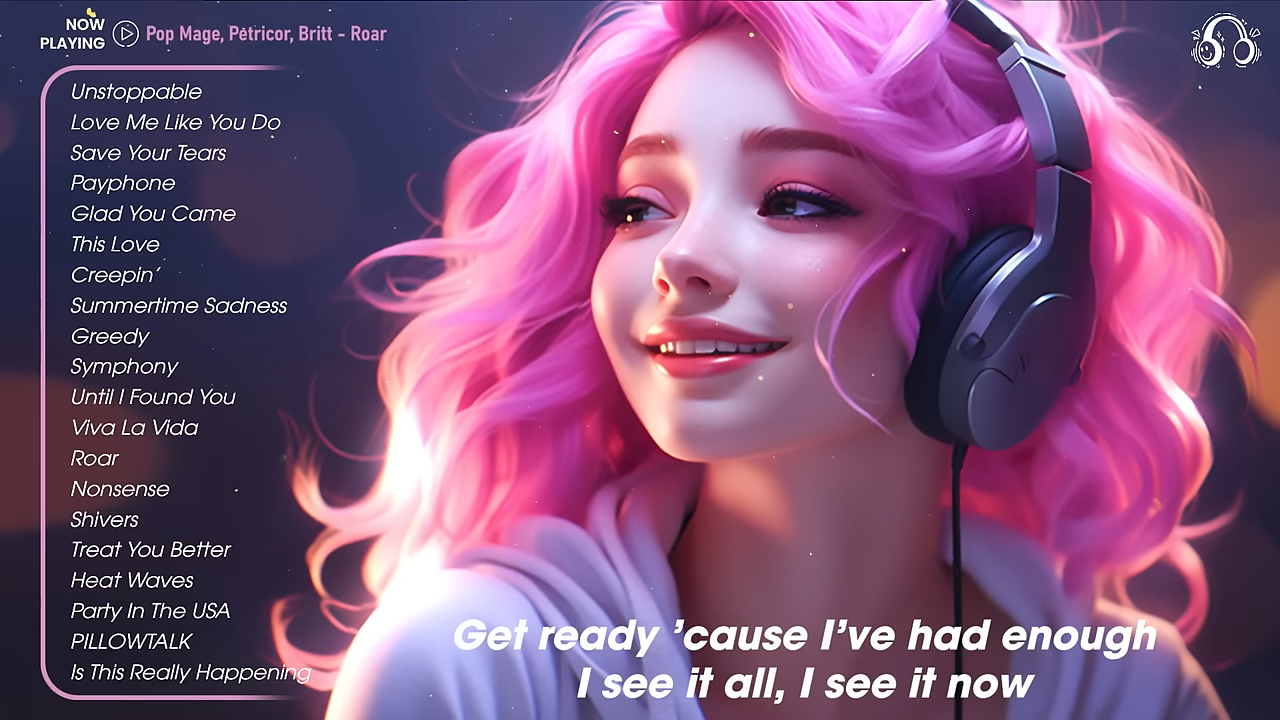 NOW
PLAYING
Pop Mage, Petricor, Britt - Roar
Unstoppable
Love Me Like You Do
Save Your Tears
Payphone
Glad You Came
This Love
Creepin'
Summertime Sadness
Greedy
Symphony
Until I Found You
Viva La Vida
Roar
Nonsense
Shivers
Treat You Better
Heat Waves
Party In The USA
PILLOWTALK
Is This Really Happening
Get ready ’cause I’ve had enough
I see it all, I see it now